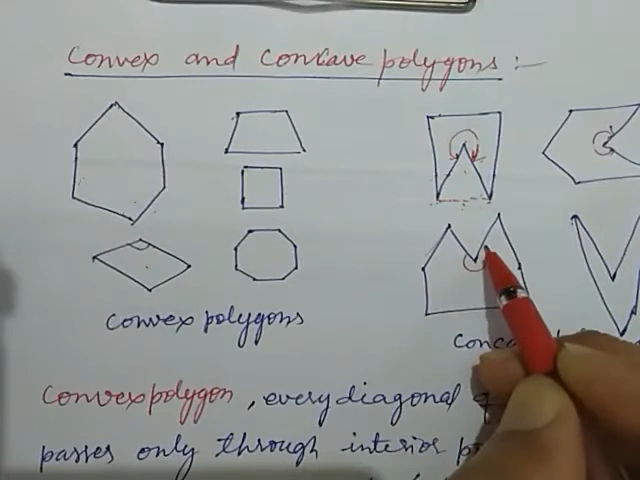 Convex and Concave polygons :-
Convex polygons
Convex polygon, every diagonal
passes only through interior